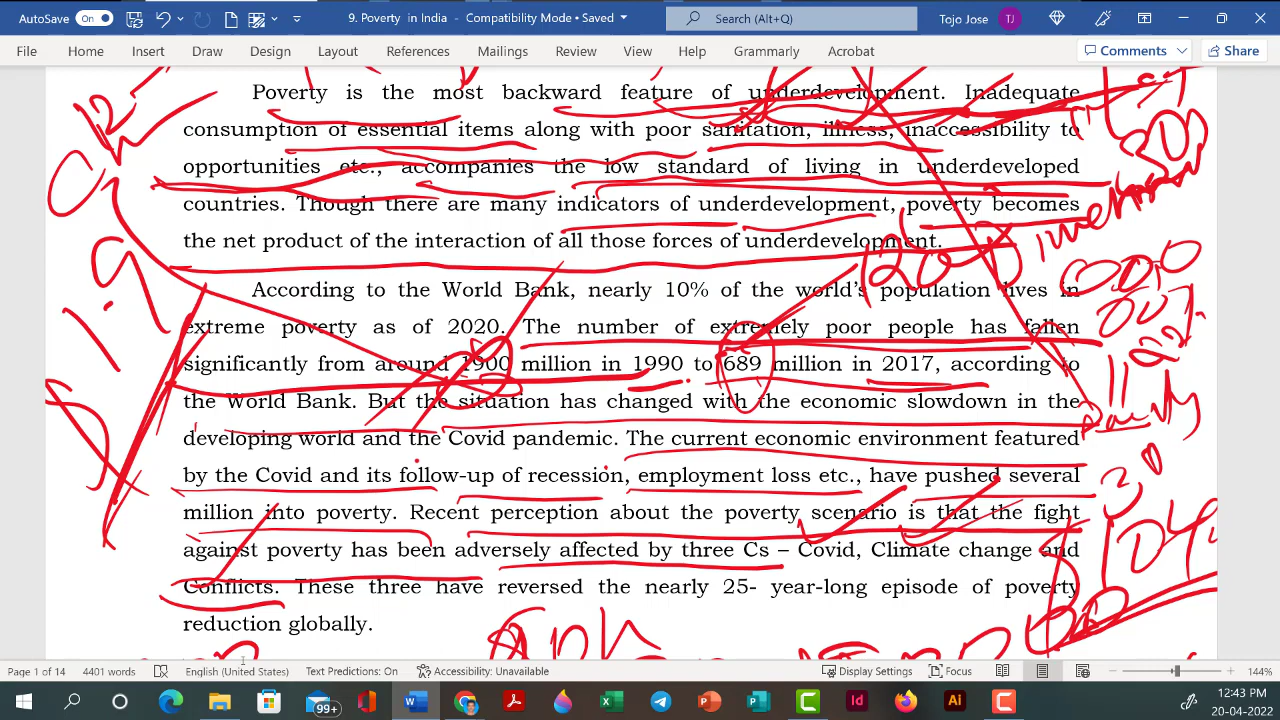 AutoSave On 9. Poverty in India - Compatibility Mode • Saved Search (Alt+Q) Tojo Jose TJ
File Home Insert Draw Design Layout References Mailings Review View Help Grammarly Acrobat Comments Share
Poverty is the most backward feature of underdevelopment. Inadequate
consumption of essential items along with poor sanitation, illness, inaccessibility to
opportunities etc., accompanies the low standard of living in underdeveloped
countries. Though there are many indicators of underdevelopment, poverty becomes
the net product of the interaction of all those forces of underdevelopment.
According to the World Bank, nearly 10% of the world's population lives in
extreme poverty as of 2020. The number of extremely poor people has fallen
significantly from around 1900 million in 1990 to 689 million in 2017, according to
the World Bank. But the situation has changed with the economic slowdown in the
developing world and the Covid pandemic. The current economic environment featured
by the Covid and its follow-up of recession, employment loss etc., have pushed several
million into poverty. Recent perception about the poverty scenario is that the fight
against poverty has been adversely affected by three Cs – Covid, Climate change and
Conflicts. These three have reversed the nearly 25- year-long episode of poverty
reduction globally.
Page 1 of 14 4401 words English (United States) Text Predictions: On Accessibility: Unavailable Display Settings Focus 144%
99+
12:43 PM
20-04-2022